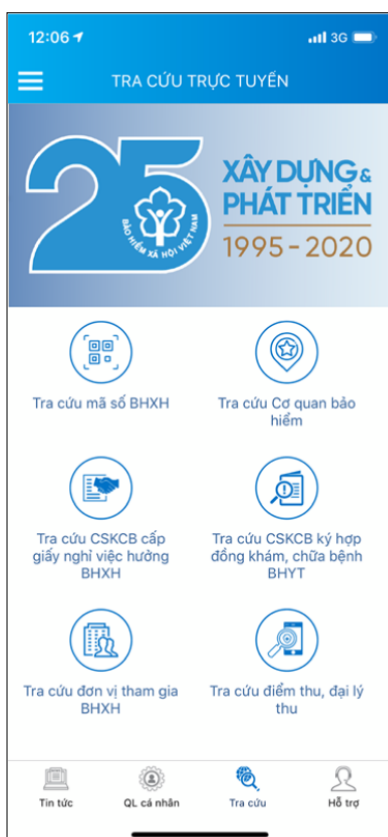 12:06
3G
TRA CỨU TRỰC TUYẾN
25
XÂY DỰNG&
PHÁT TRIỂN
1995-2020
BẢO HIỂM XÃ HỘI VIỆT NAM
Tra cứu mã số BHXH
Tra cứu Cơ quan bảo
hiểm
Tra cứu CSKCB cấp
giấy nghỉ việc hưởng
BHXH
Tra cứu CSKCB ký hợp
đồng khám, chữa bệnh
BHYT
Tra cứu đơn vị tham gia
BHXH
Tra cứu điểm thu, đại lý
thu
Tin tức
QL cá nhân
Tra cứu
Hỗ trợ